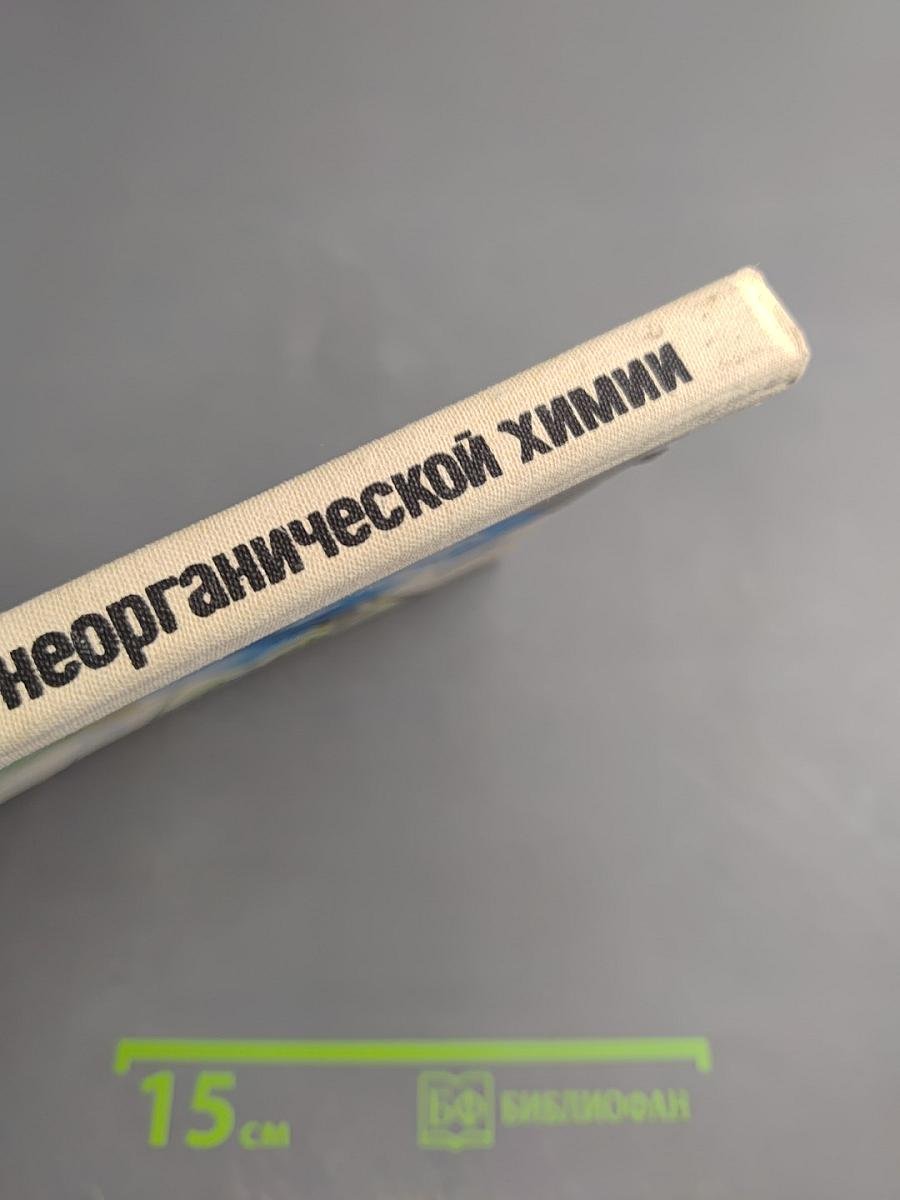 неорганической химии
15 см
БФ БИБЛИОФАН